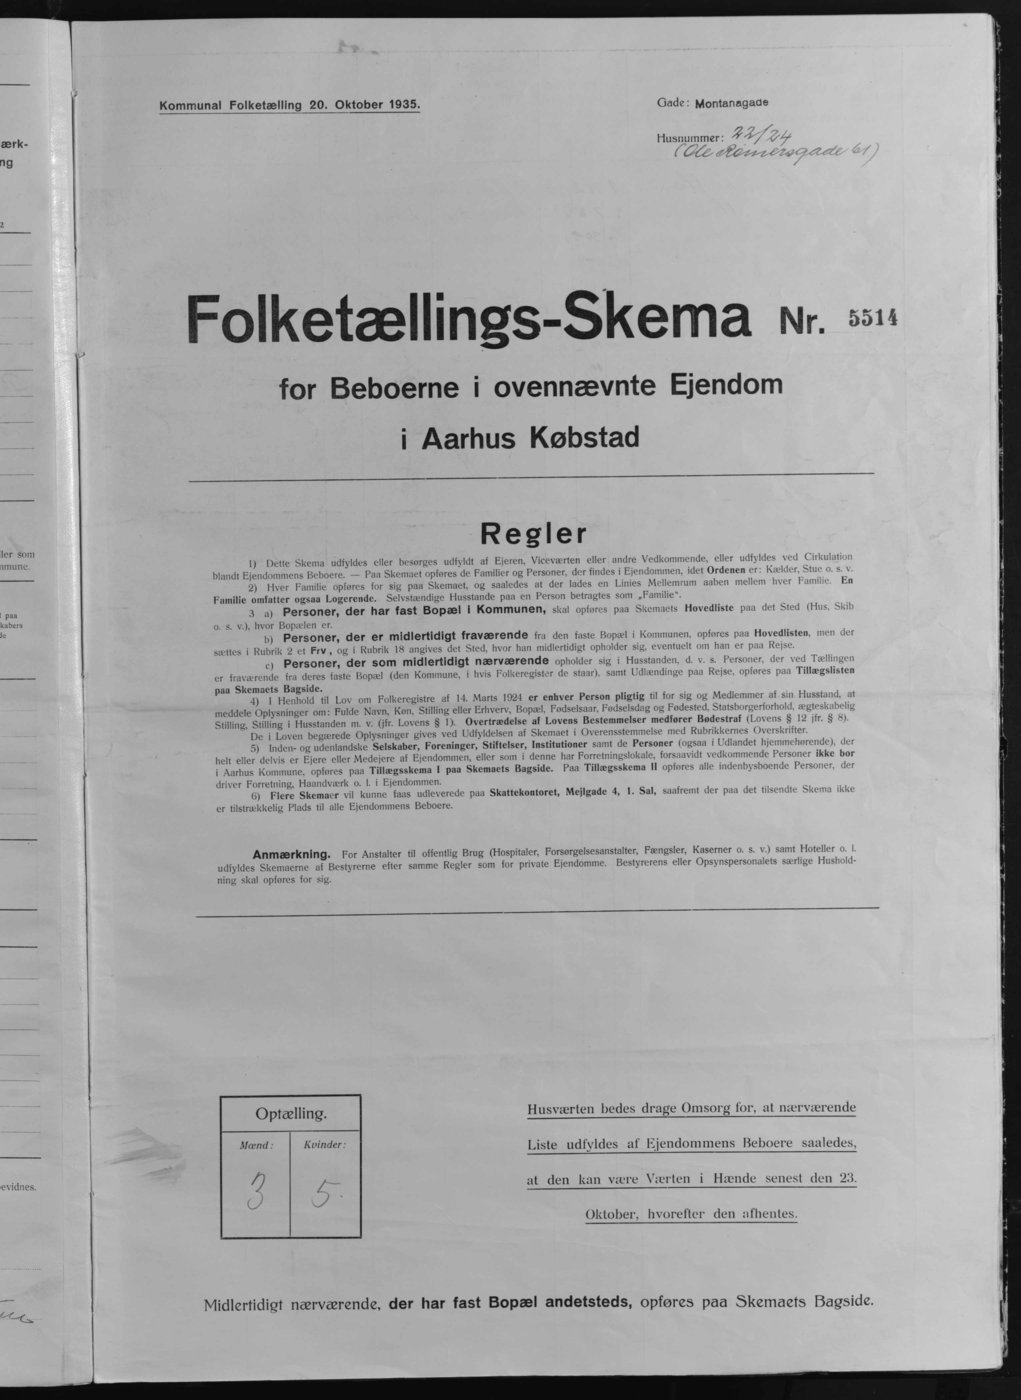 Kommunal Folketælling 20. Oktober 1935.
Gade: Montanagade
Husnummer: 22/24
(Ole Rømersgade 61)
Folketællings-Skema Nr. 5514
for Beboerne i ovennævnte Ejendom
i Aarhus Købstad
Regler
1) Dette Skema udfyldes eller besørges udfyldt af Ejeren, Viceværten eller andre Vedkommende, eller udfyldes ved Cirkulation
blandt Ejendommens Beboere. — Paa Skemaet opføres de Familier og Personer, der findes i Ejendommen, idet Ordenen er: Kælder, Stue o. s. v.
2) Hver Familie opføres for sig paa Skemaet, og saaledes at der lades en Linies Mellemrum aaben mellem hver Familie. En
Familie omfatter ogsaa Logerende. Selvstændige Husstande paa en Person betragtes som „Familie“.
3 a) Personer, der har fast Bopæl i Kommunen, skal opføres paa Skemaets Hovedliste paa det Sted (Hus, Skib
o. s. v.), hvor Bopælen er.
b) Personer, der er midlertidigt fraværende fra den faste Bopæl i Kommunen, opføres paa Hovedlisten, men der
sættes i Rubrik 2 et Frv., og i Rubrik 18 angives det Sted, hvor han midlertidigt opholder sig, eventuelt om han er paa Rejse.
c) Personer, der som midlertidigt nærværende opholder sig i Husstanden, d. v. s. Personer, der ved Tællingen
er fraværende fra deres faste Bopæl (den Kommune, i hvis Folkeregister de staar), samt Udlændinge paa Rejse, opføres paa Tillægslisten
paa Skemaets Bagside.
4) I Henhold til Lov om Folkeregistre af 14. Marts 1924 er enhver Person pligtig til for sig og Medlemmer af sin Husstand, at
meddele Oplysninger om: Fulde Navn, Køn, Stilling eller Erhverv, Bopæl, Fødselsaar, Fødselsdag og Fødested, Statsborgerforhold, ægteskabelig
Stilling, Stilling i Husstanden m. v. (jfr. Lovens § 1). Overtrædelse af Lovens Bestemmelser medfører Bødestraf (Lovens § 12 jfr. § 8).
De i Loven begærede Oplysninger gives ved Udfyldelsen af Skemaet i Overensstemmelse med Rubrikkernes Overskrifter.
5) Inden- og udenlandske Selskaber, Foreninger, Stiftelser, Institutioner samt de Personer (ogsaa i Udlandet hjemmehørende), der
helt eller delvis er Ejere eller Medejere af Ejendommen, eller som i denne har Forretningslokale, forsaavidt vedkommende Personer ikke bor
i Aarhus Kommune, opføres paa Tillægsskema I paa Skemaets Bagside. Paa Tillægsskema II opføres alle indenbysboende Personer, der
driver Forretning, Haandværk o. l. i Ejendommen.
6) Flere Skemaer vil kunne faas udleverede paa Skattekontoret, Mejlgade 4, 1. Sal, saafremt der paa det tilsendte Skema ikke
er tilstrækkelig Plads til alle Ejendommens Beboere.
Anmærkning. For Anstalter til offentlig Brug (Hospitaler, Forsørgelsesanstalter, Fængsler, Kaserner o. s. v.) samt Hoteller o. l.
udfyldes Skemaerne af Bestyrerne efter samme Regler som for private Ejendomme. Bestyrerens eller Opsynspersonalets særlige Hushold-
ning skal opføres for sig.
Optælling.
Mænd: Kvinder:
3 5.
Husværten bedes drage Omsorg for, at nærværende
Liste udfyldes af Ejendommens Beboere saaledes,
at den kan være Værten i Hænde senest den 23.
Oktober, hvorefter den afhentes.
Midlertidigt nærværende, der har fast Bopæl andetsteds, opføres paa Skemaets Bagside.